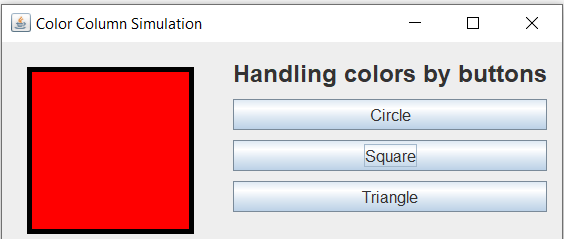 Color Column Simulation
Handling colors by buttons
Circle
Square
Triangle